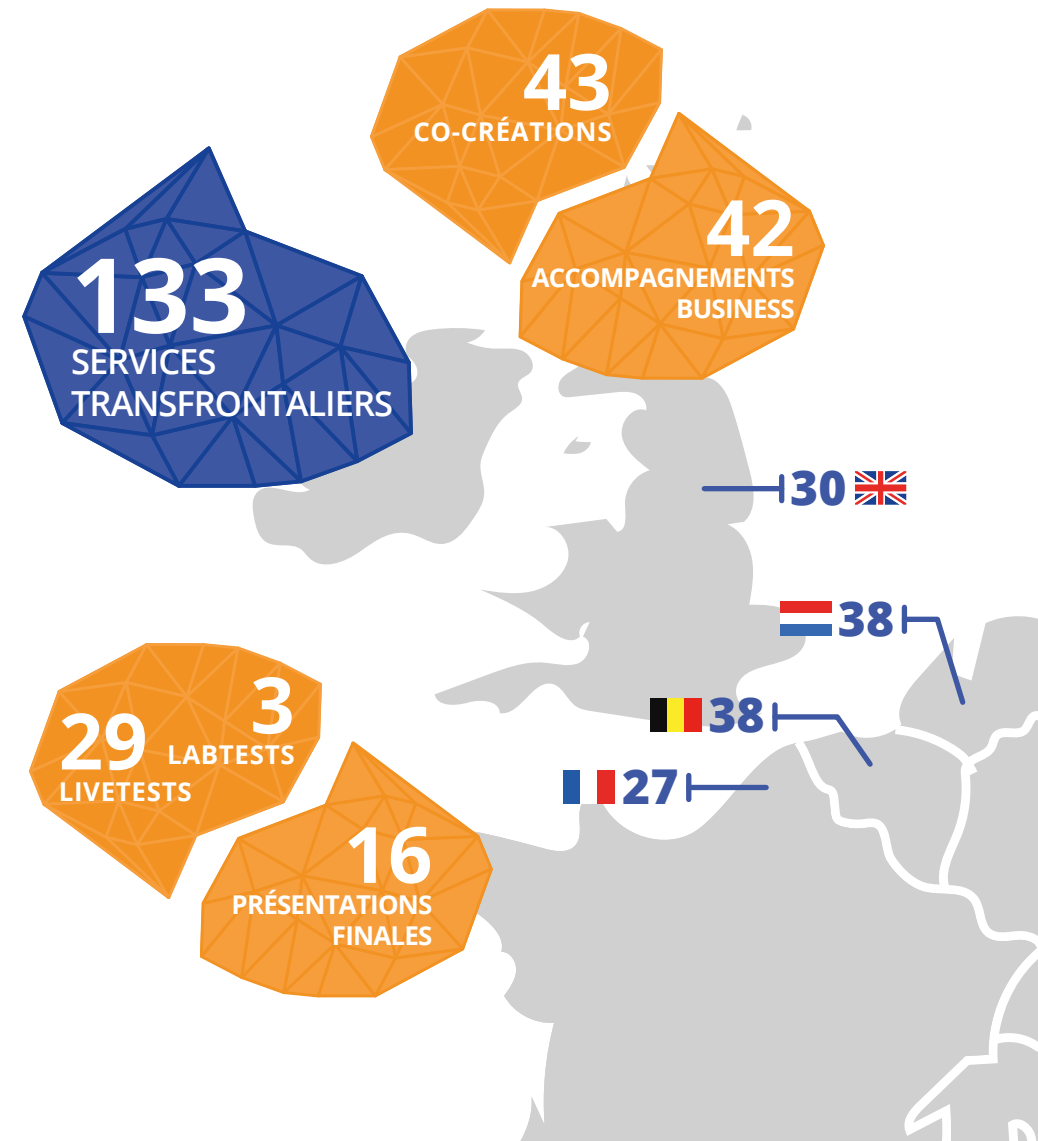 43
CO-CRÉATIONS
42
ACCOMPAGNEMENTS
BUSINESS
133
SERVICES
TRANSFRONTALIERS
30
38
38
27
3
LABTESTS
29
LIVETESTS
16
PRÉSENTATIONS
FINALES